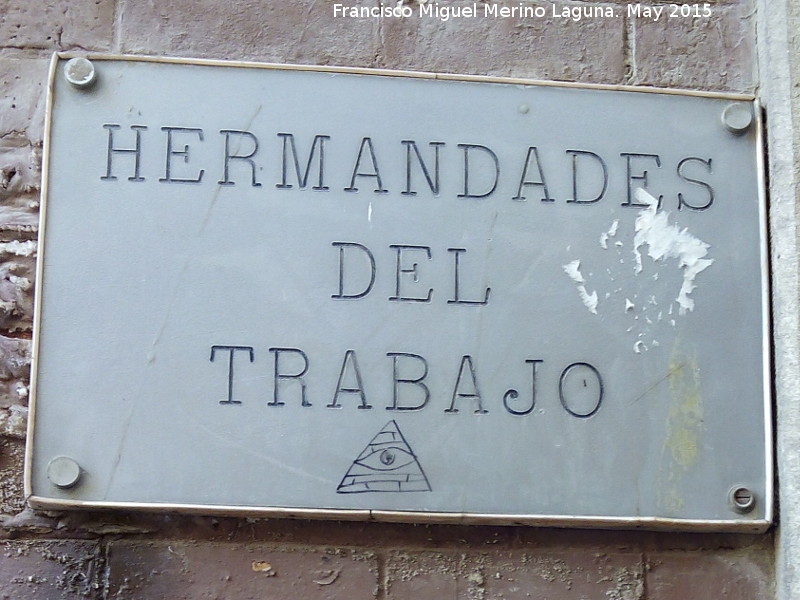 Francisco Miguel Merino Laguna. May 2015
HERMANDADES
DEL
TRABAJO